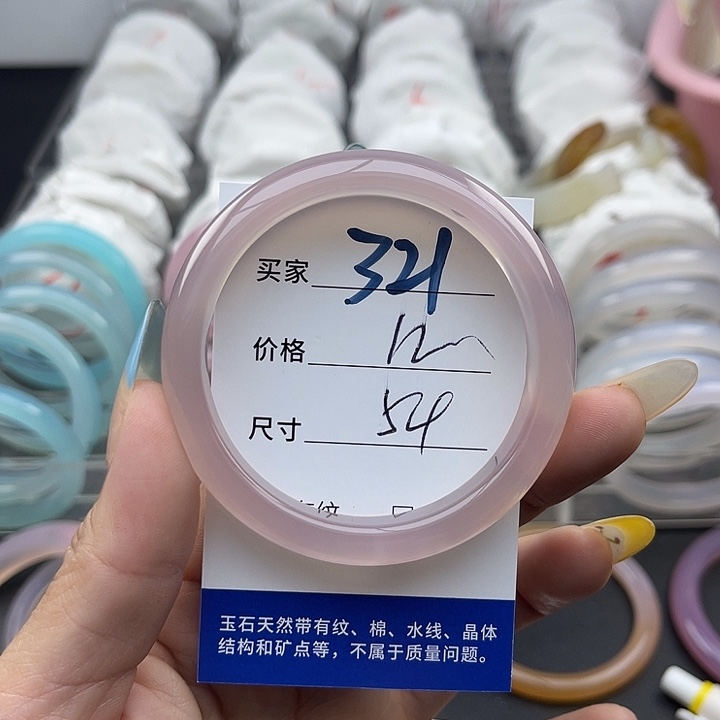 买家 321
价格
尺寸 54
玉石天然带有纹、棉、水线、晶体
结构和矿点等，不属于质量问题。